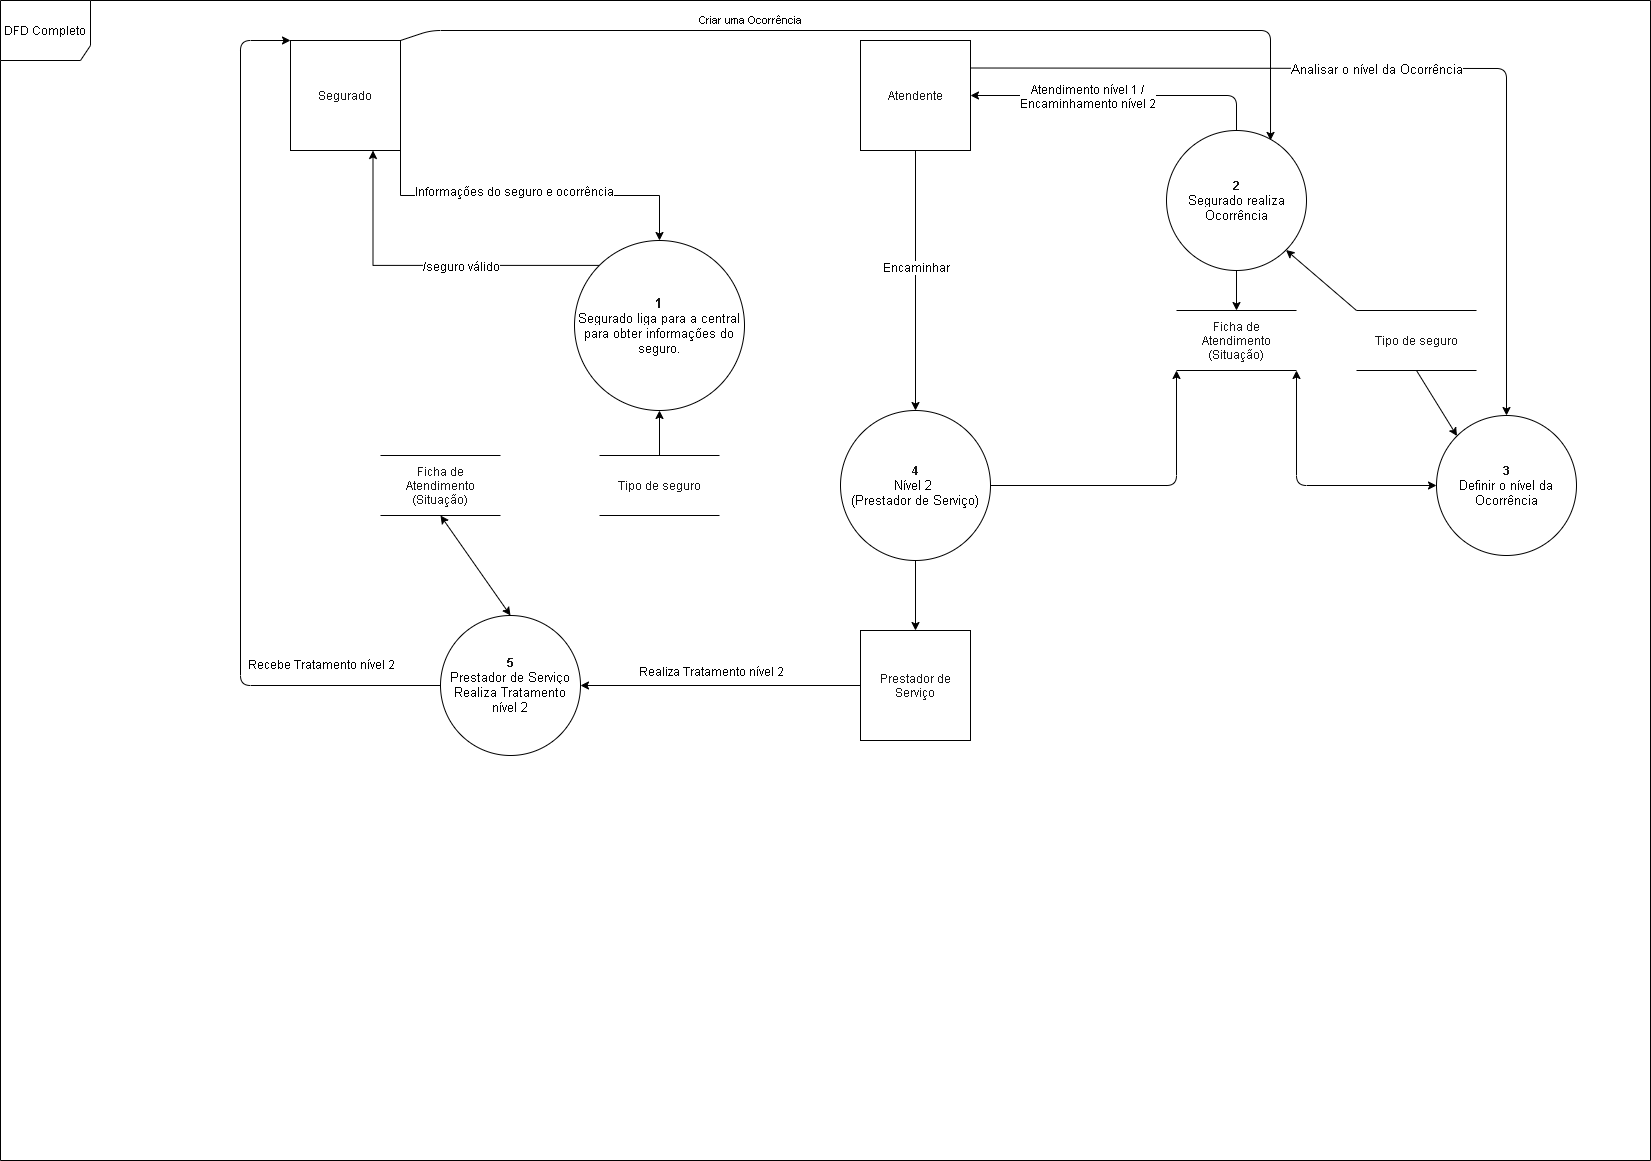 DFD Completo
Criar uma Ocorrência
Segurado
Atendente
Analisar o nível da Ocorrência
Atendimento nível 1 /
Encaminhamento nível 2
Informações do seguro e ocorrência
2
Segurado realiza
Ocorrência
/seguro válido
Encaminhar
1
Segurado liga para a central
para obter informações do
seguro.
Ficha de
Atendimento
(Situação)
Tipo de seguro
Ficha de
Atendimento
(Situação)
Tipo de seguro
4
Nível 2
(Prestador de Serviço)
3
Definir o nível da
Ocorrência
Recebe Tratamento nível 2
5
Prestador de Serviço
Realiza Tratamento
nível 2
Realiza Tratamento nível 2
Prestador de
Serviço